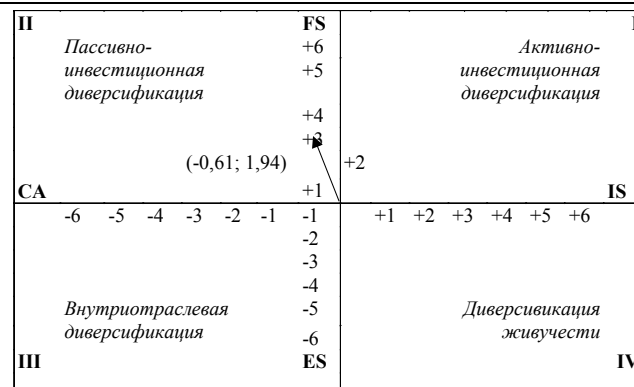 II FS I
Пассивно-
инвестиционная
диверсификация
+6
+5
Активно-
инвестиционная
диверсификация
+4
+3
(-0,61; 1,94) +2
CA +1 IS
-6 -5 -4 -3 -2 -1 -1 +1 +2 +3 +4 +5 +6
-2
-3
-4
Внутриотраслевая
диверсификация
-5
-6
Диверсивикация
живучести
III ES IV